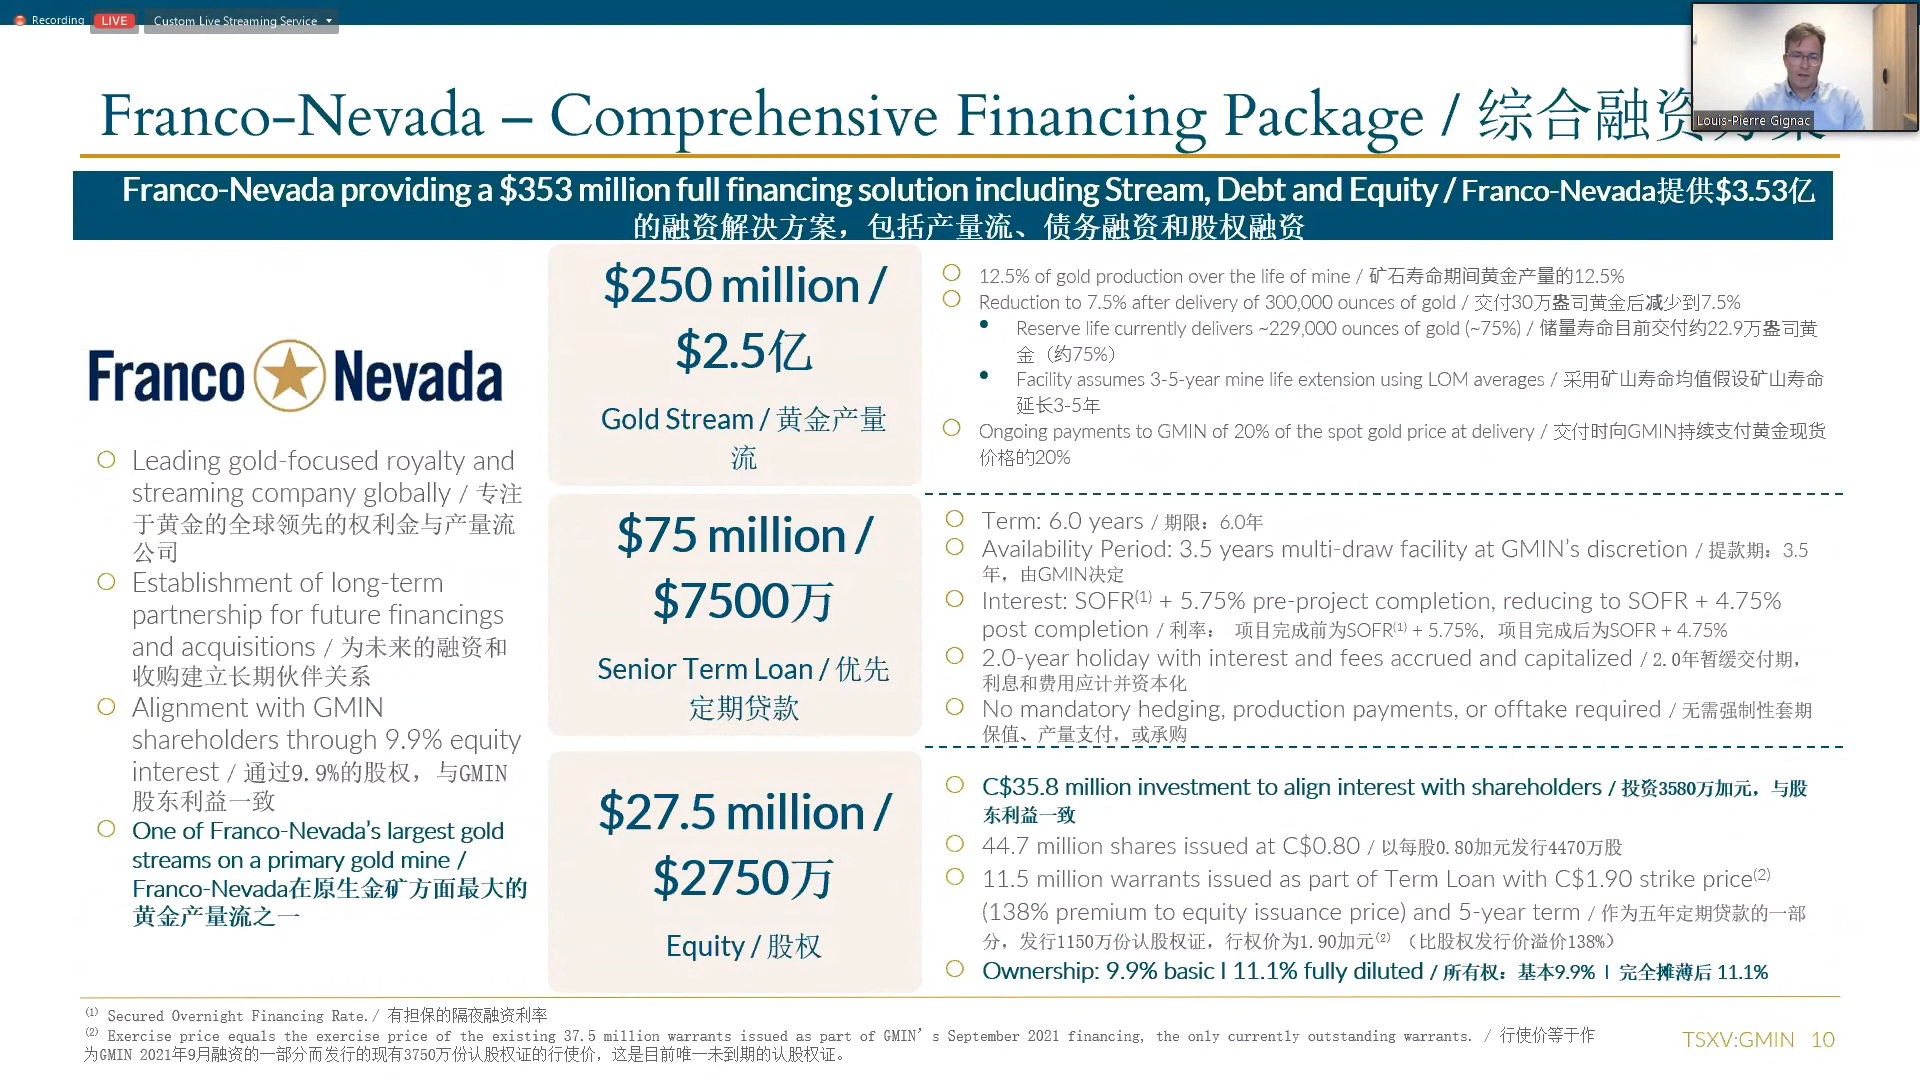 Recording
LIVE
Custom Live Streaming Service
Louis-Pierre Gignac
Franco-Nevada – Comprehensive Financing Package / 综合融资方案
Franco-Nevada providing a $353 million full financing solution including Stream, Debt and Equity / Franco-Nevada提供$3.53亿
的融资解决方案，包括产量流、债务融资和股权融资
Franco Nevada
Leading gold-focused royalty and
streaming company globally / 专注
于黄金的全球领先的权利金与产量流
公司
Establishment of long-term
partnership for future financings
and acquisitions / 为未来的融资和
收购建立长期伙伴关系
Alignment with GMIN
shareholders through 9.9% equity
interest / 通过9.9%的股权，与GMIN
股东利益一致
One of Franco-Nevada's largest gold
streams on a primary gold mine /
Franco-Nevada在原生金矿方面最大的
黄金产量流之一
$250 million /
$2.5亿
Gold Stream / 黄金产量
流
12.5% of gold production over the life of mine / 矿石寿命期间黄金产量的12.5%
Reduction to 7.5% after delivery of 300,000 ounces of gold / 交付30万盎司黄金后减少到7.5%
Reserve life currently delivers ~229,000 ounces of gold (~75%) / 储量寿命目前交付约22.9万盎司黄
金（约75%）
Facility assumes 3-5-year mine life extension using LOM averages / 采用矿山寿命均值假设矿山寿命
延长3-5年
Ongoing payments to GMIN of 20% of the spot gold price at delivery / 交付时向GMIN持续支付黄金现货
价格的20%
$75 million /
$7500万
Senior Term Loan / 优先
定期贷款
Term: 6.0 years / 期限：6.0年
Availability Period: 3.5 years multi-draw facility at GMIN's discretion / 提款期：3.5
年，由GMIN决定
Interest: SOFR(1) + 5.75% pre-project completion, reducing to SOFR + 4.75%
post completion / 利率： 项目完成前为SOFR(1) + 5.75%，项目完成后为SOFR + 4.75%
2.0-year holiday with interest and fees accrued and capitalized / 2.0年暂缓交付期，
利息和费用应计并资本化
No mandatory hedging, production payments, or offtake required / 无需强制性套期
保值、产量支付，或承购
$27.5 million /
$2750万
Equity / 股权
C$35.8 million investment to align interest with shareholders / 投资3580万加元，与股
东利益一致
44.7 million shares issued at C$0.80 / 以每股0.80加元发行4470万股
11.5 million warrants issued as part of Term Loan with C$1.90 strike price(2)
(138% premium to equity issuance price) and 5-year term / 作为五年定期贷款的一部
分，发行1150万份认股权证，行权价为1.90加元(2) （比股权发行价溢价138%）
Ownership: 9.9% basic l 11.1% fully diluted / 所有权：基本9.9% l 完全摊薄后 11.1%
(1) Secured Overnight Financing Rate./ 有担保的隔夜融资利率
(2) Exercise price equals the exercise price of the existing 37.5 million warrants issued as part of GMIN's September 2021 financing, the only currently outstanding warrants. / 行使价等于作
为GMIN 2021年9月融资的一部分而发行的现有3750万份认股权证的行使价，这是目前唯一未到期的认股权证。
TSXV:GMIN 10